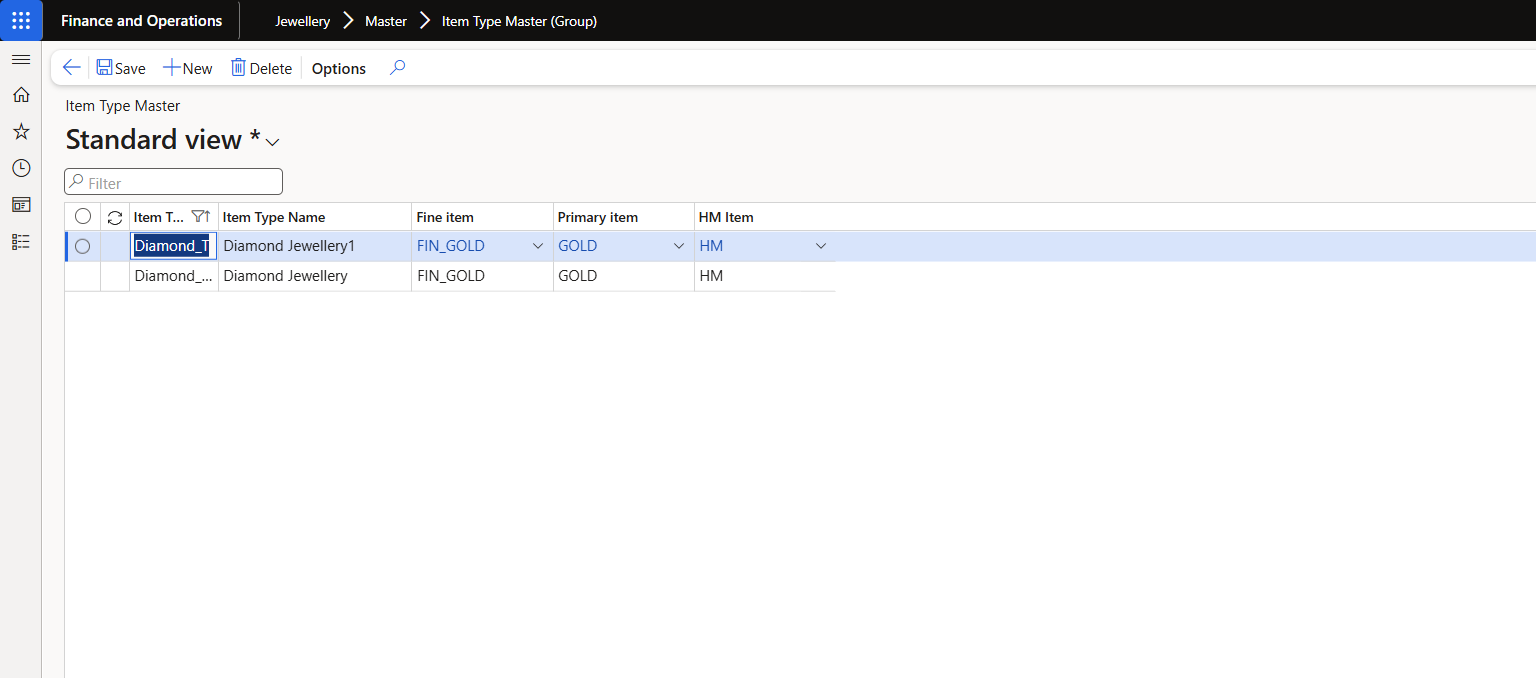 Finance and Operations Jewellery Master Item Type Master (Group)
Save New Delete Options
Item Type Master
Standard view *
Filter
Item T... Item Type Name Fine item Primary item HM Item
Diamond_T Diamond Jewellery1 FIN_GOLD GOLD HM
Diamond_... Diamond Jewellery FIN_GOLD GOLD HM